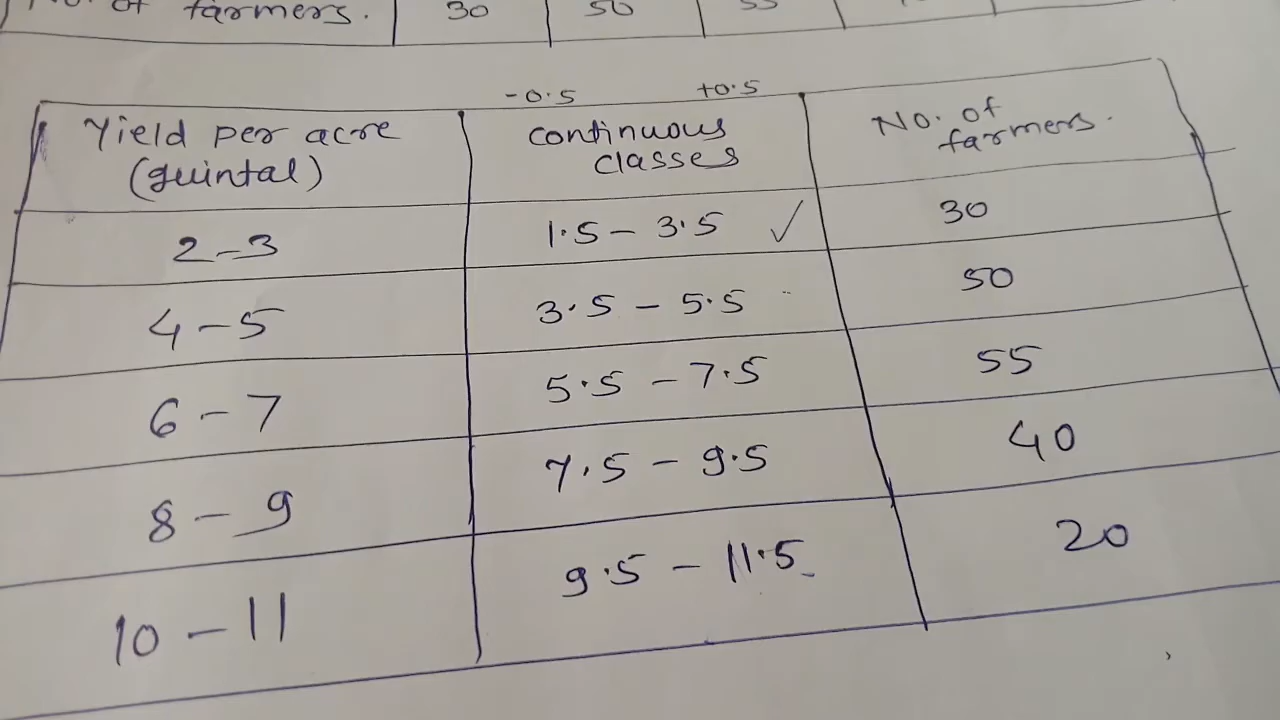 of farmers. 30 50 55
-0.5 +0.5
Yield per acre continuous No. of
(quintal) classes farmers.
2-3 1.5 - 3.5 ✓ 30
4-5 3.5 - 5.5 50
6-7 5.5 - 7.5 55
8-9 7.5 - 9.5 40
10-11 9.5 - 11.5 20